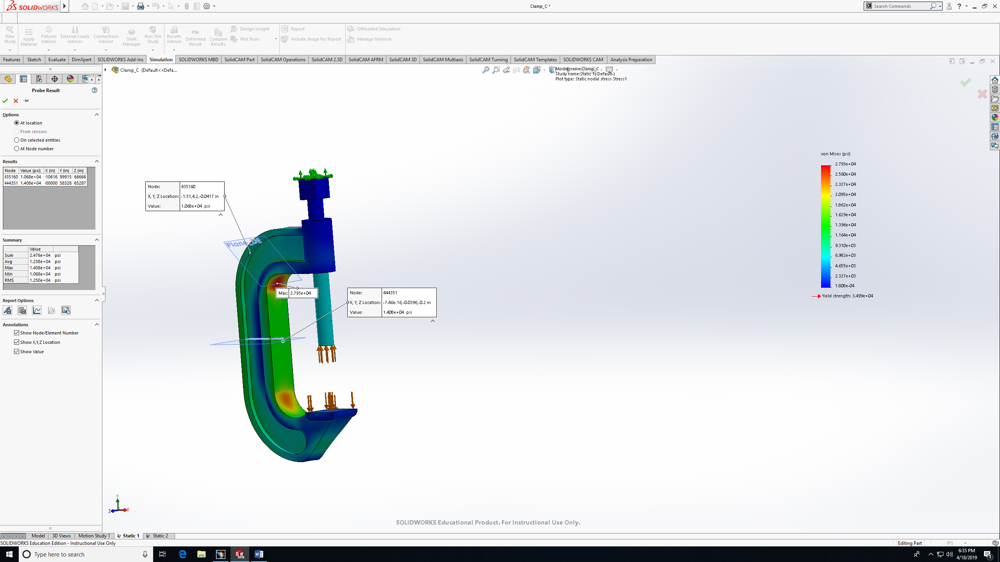 SOLIDWORKS
Clamp_C *
Search Commands
?
New Study
Apply Material
Fixtures Advisor
External Loads Advisor
Connections Advisor
Shell Manager
Run This Study
Results Advisor
Deformed Result
Compare Results
Design Insight
Plot Tools
Report
Include Image for Report
Offloaded Simulation
Manage Network
Features Sketch Evaluate DimXpert SOLIDWORKS Add-Ins Simulation SOLIDWORKS MBD SolidCAM Part SolidCAM Operations SolidCAM 2.5D SolidCAM AFRM SolidCAM 3D SolidCAM Multiaxis SolidCAM Turning SolidCAM Templates SOLIDWORKS CAM Analysis Preparation
Clamp_C (Default<<Defa...
Model name:Clamp_C
Study name:Static 1(-Default-)
Plot type: Static nodal stress Stress1
Probe Result
Options
At location
From sensors
On selected entities
At Node number
Results
Node Value (psi) X (in) Y (in) Z (in)
435160 1.068e+04 10616 99915 66666
444351 1.408e+04 00000 58328 65287
Summary
Value
Sum 2.476e+04 psi
Avg 1.238e+04 psi
Max 1.408e+04 psi
Min 1.068e+04 psi
RMS 1.250e+04 psi
Report Options
Annotations
Show Node/Element Number
Show X,Y,Z Location
Show Value
Node: 435160
X, Y, Z Location: -1.51,4.2,-0.0417 in
Value: 1.068e+04 psi
Plane_DE
Max: 2.793e+04
Node: 444351
X, Y, Z Location: -7.46e-16,-0.0396,-0.2 in
Value: 1.408e+04 psi
von Mises (psi)
2.793e+04
2.560e+04
2.327e+04
2.095e+04
1.862e+04
1.629e+04
1.396e+04
1.164e+04
9.310e+03
6.982e+03
4.655e+03
2.327e+03
1.808e-04
Yield strength: 3.499e+04
Y
Z X
SOLIDWORKS Educational Product. For Instructional Use Only.
Model 3D Views Motion Study 1 Static 1 Static 2
SOLIDWORKS Education Edition - Instructional Use Only
Editing Part
IPS
Type here to search
SW 2018
6:35 PM
4/18/2019
1